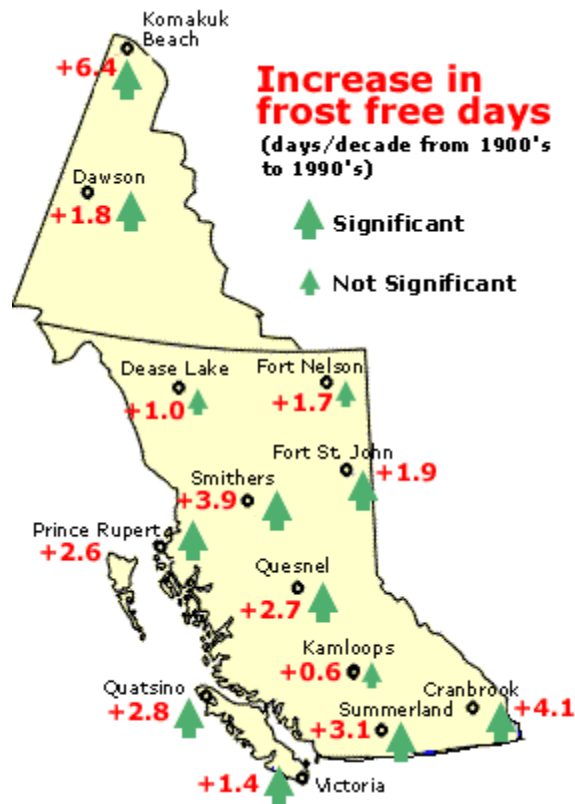 Komakuk
Beach
+6.4
Increase in
frost free days
(days/decade from 1900's
to 1990's)
Dawson
+1.8
Significant
Not Significant
Dease Lake
+1.0
Fort Nelson
+1.7
Fort St. John
+1.9
Smithers
+3.9
Prince Rupert
+2.6
Quesnel
+2.7
Kamloops
+0.6
Quatsino
+2.8
Cranbrook
+4.1
Summerland
+3.1
+1.4
Victoria